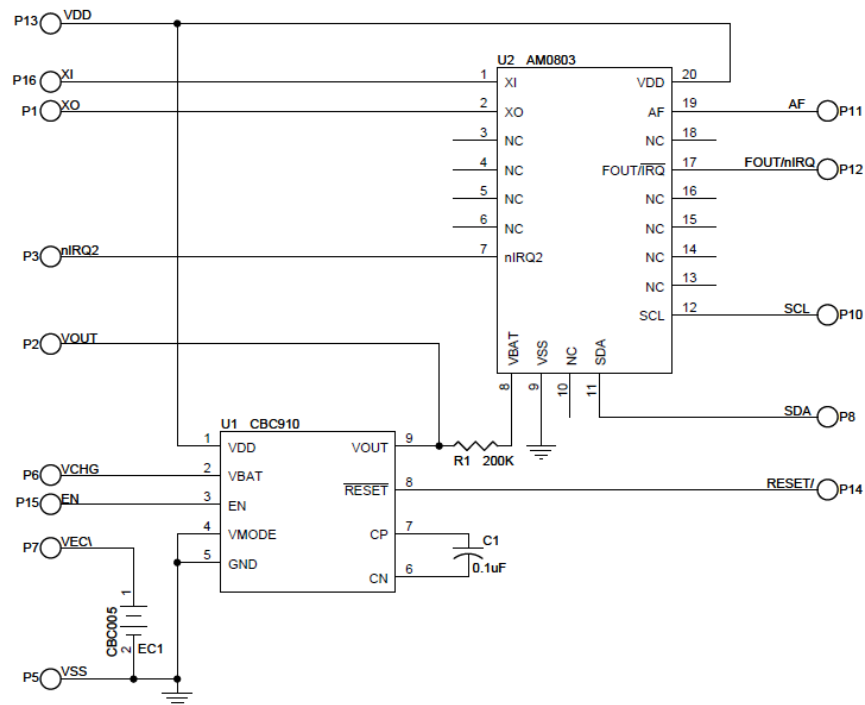 P13 VDD
U2 AM0803
P16 XI 1 XI VDD 20
P1 XO 2 XO AF 19 AF P11
3 NC NC 18
4 NC FOUT/IRQ 17 FOUT/nIRQ P12
5 NC NC 16
6 NC NC 15
P3 nIRQ2 7 nIRQ2 NC 14
NC 13
SCL 12 SCL P10
P2 VOUT
VBAT VSS NC SDA
8 9 10 11
SDA P8
U1 CBC910
1 VDD VOUT 9
R1 200K
P6 VCHG 2 VBAT
P15 EN 3 EN RESET 8 RESET/ P14
4 VMODE CP 7
P7 VEC\
C1
0.1uF
5 GND CN 6
1
CBC005
2 EC1
P5 VSS